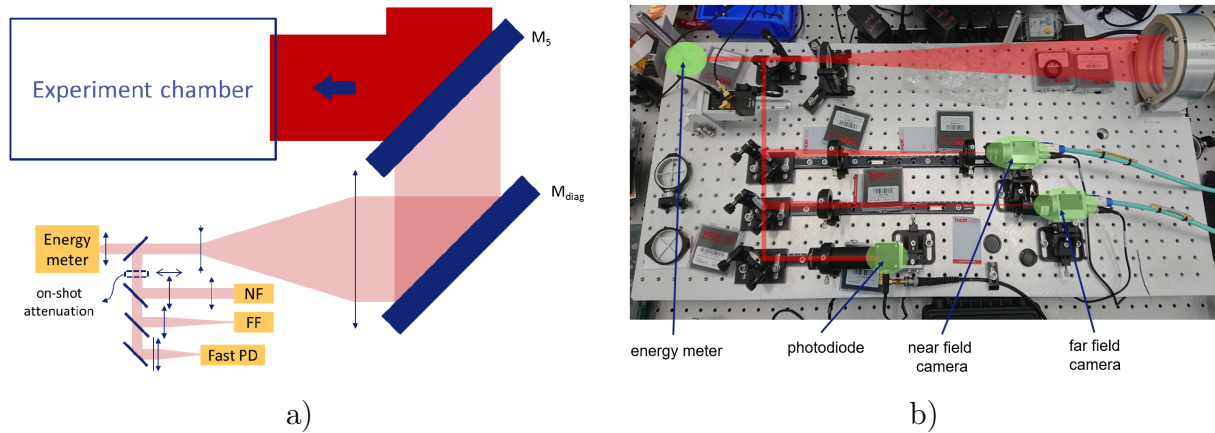 M5
Experiment chamber
Mdiag
Energy
meter
on-shot
attenuation
NF
FF
Fast PD
a)
THOR
energy meter
photodiode
near field
camera
far field
camera
b)